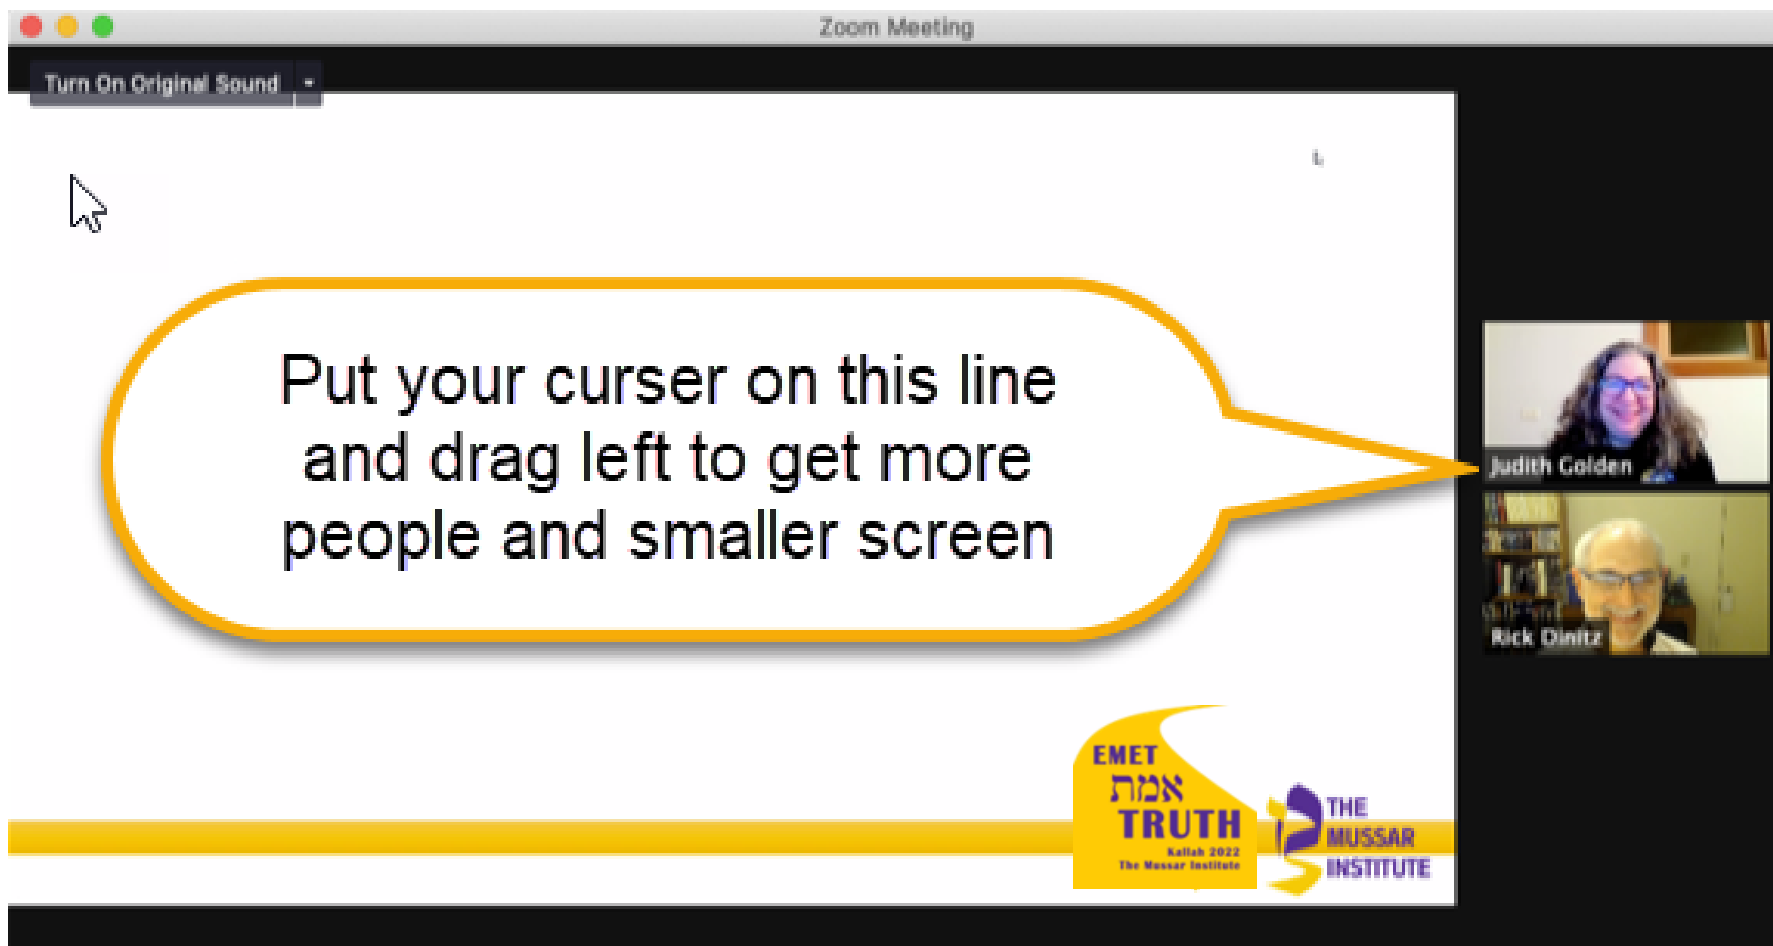 Zoom Meeting
Turn On Original Sound
Put your curser on this line
and drag left to get more
people and smaller screen
Judith Golden
Rick Dinitz
EMET
אמת
TRUTH
Kallah 2022
The Mussar Institute
THE
MUSSAR
INSTITUTE